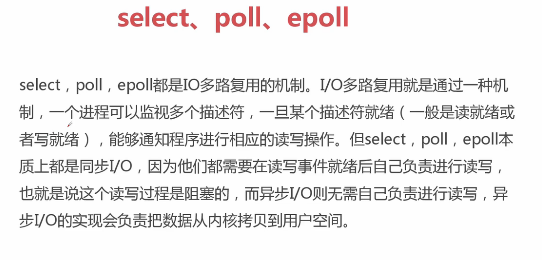 select、poll、epoll
select，poll，epoll都是IO多路复用的机制。I/O多路复用就是通过一种机
制，一个进程可以监视多个描述符，一旦某个描述符就绪（一般是读就绪或
者写就绪），能够通知程序进行相应的读写操作。但select，poll，epoll本
质上都是同步I/O，因为他们都需要在读写事件就绪后自己负责进行读写，
也就是说这个读写过程是阻塞的，而异步I/O则无需自己负责进行读写，异
步I/O的实现会负责把数据从内核拷贝到用户空间。